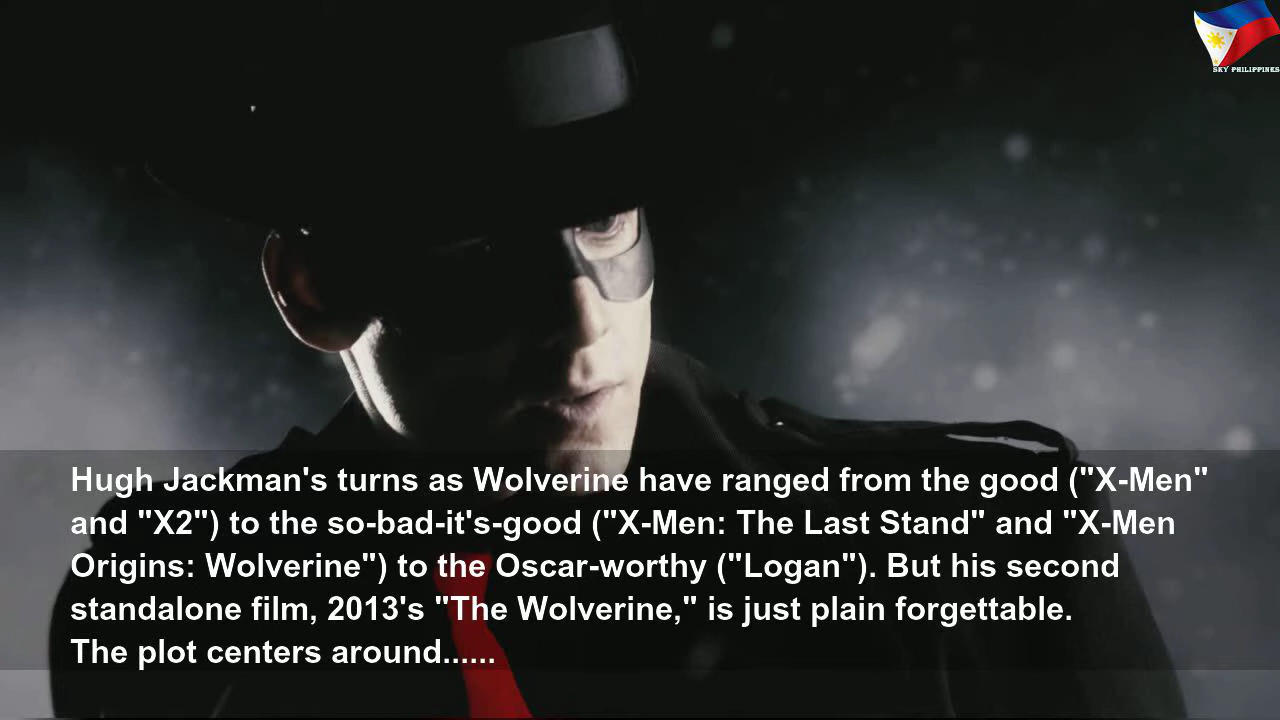 SKY PHILIPPINES
Hugh Jackman's turns as Wolverine have ranged from the good ("X-Men"
and "X2") to the so-bad-it's-good ("X-Men: The Last Stand" and "X-Men
Origins: Wolverine") to the Oscar-worthy ("Logan"). But his second
standalone film, 2013's "The Wolverine," is just plain forgettable.
The plot centers around......